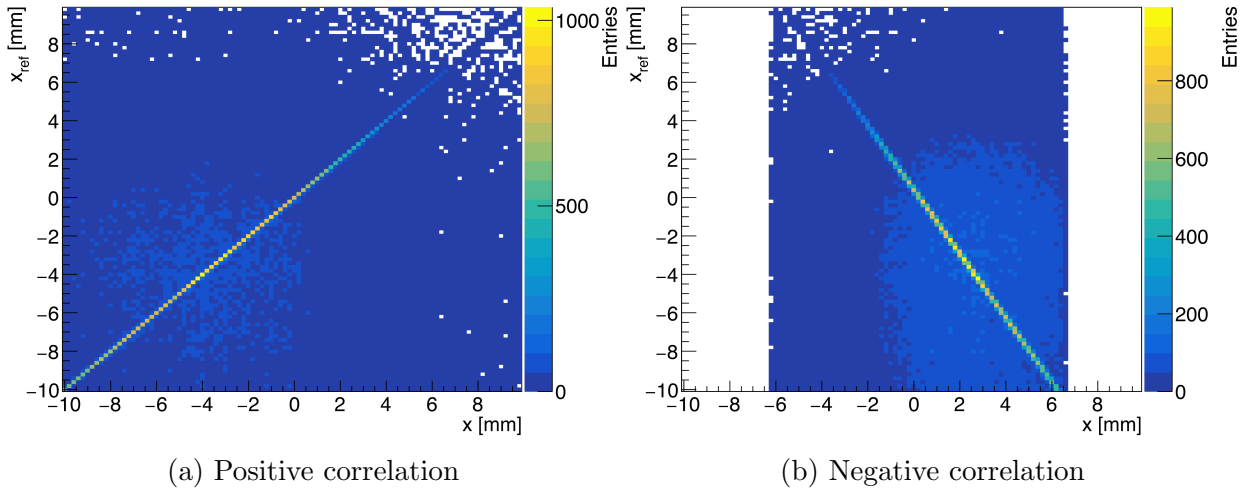 x_ref [mm]
8
6
4
2
0
−2
−4
−6
−8
−10
−10 −8 −6 −4 −2 0 2 4 6 8
x [mm]
Entries
1000
500
0
x_ref [mm]
8
6
4
2
0
−2
−4
−6
−8
−10
−10 −8 −6 −4 −2 0 2 4 6 8
x [mm]
Entries
800
600
400
200
0
(a) Positive correlation
(b) Negative correlation